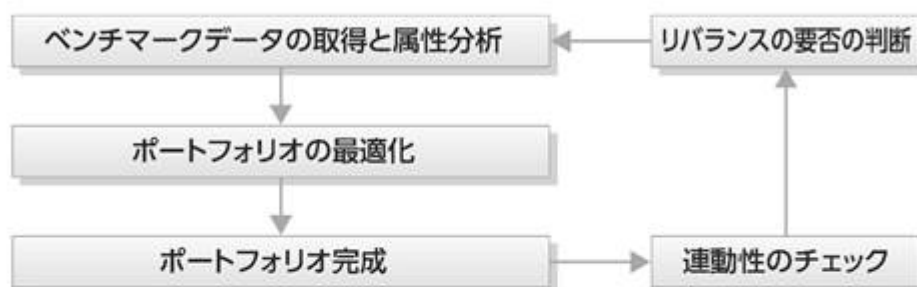 ベンチマークデータの取得と属性分析
リバランスの要否の判断
ポートフォリオの最適化
ポートフォリオ完成
連動性のチェック